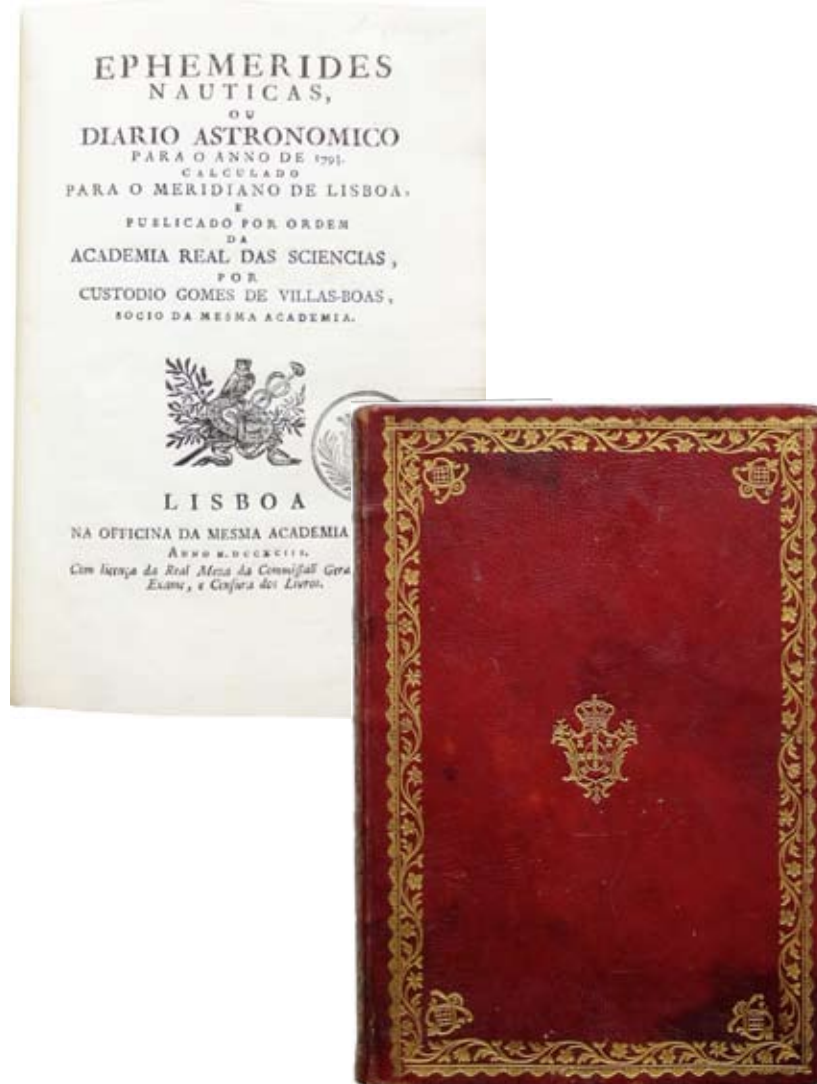 EPHEMERIDES
NAUTICAS,
OU
DIARIO ASTRONOMICO
PARA O ANNO DE
CALCULADO
PARA O MERIDIANO DE LISBOA,
E
PUBLICADO POR ORDEM
DA
ACADEMIA REAL DAS SCIENCIAS,
POR
CUSTODIO GOMES DE VILLAS-BOAS,
SOCIO DA MESMA ACADEMIA.
LISBOA
NA OFFICINA DA MESMA ACADEMIA
ANNO M.DCCXCIII.
Com licença da Real Meza da Commissaõ Gera
Exame, e Censura dos Livros.